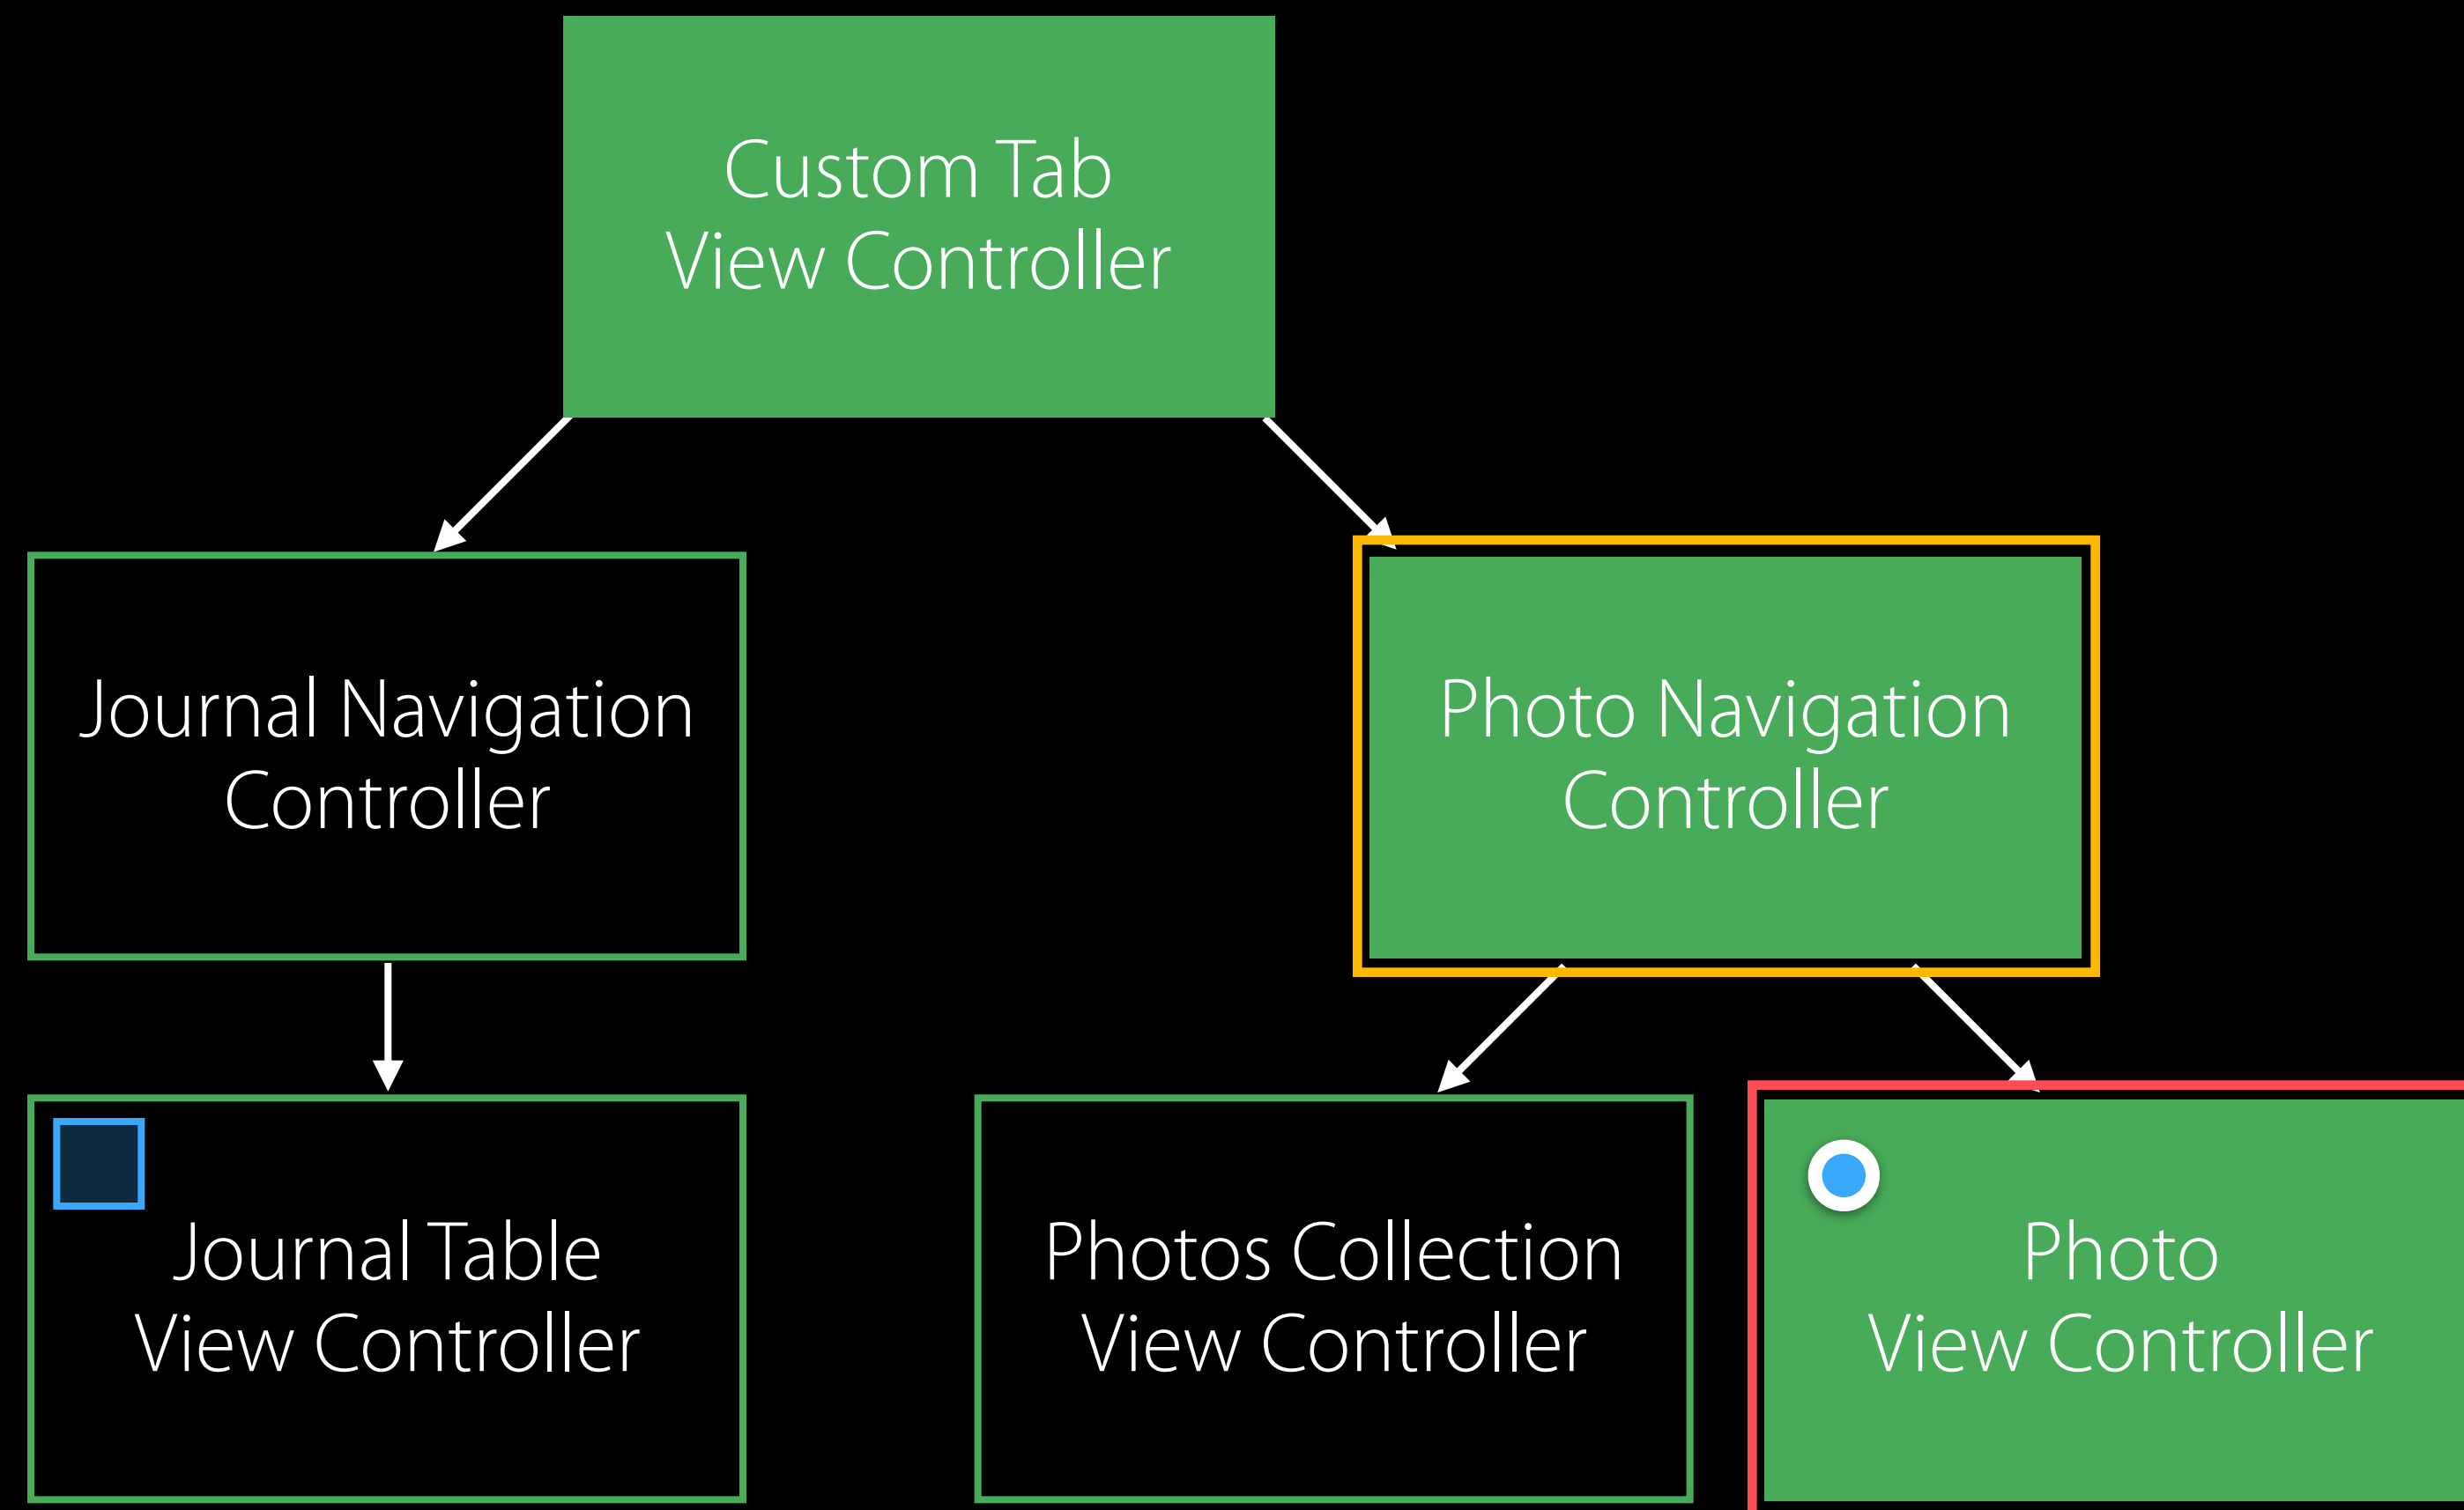 Custom Tab
View Controller
Journal Navigation
Controller
Photo Navigation
Controller
Journal Table
View Controller
Photos Collection
View Controller
Photo
View Controller